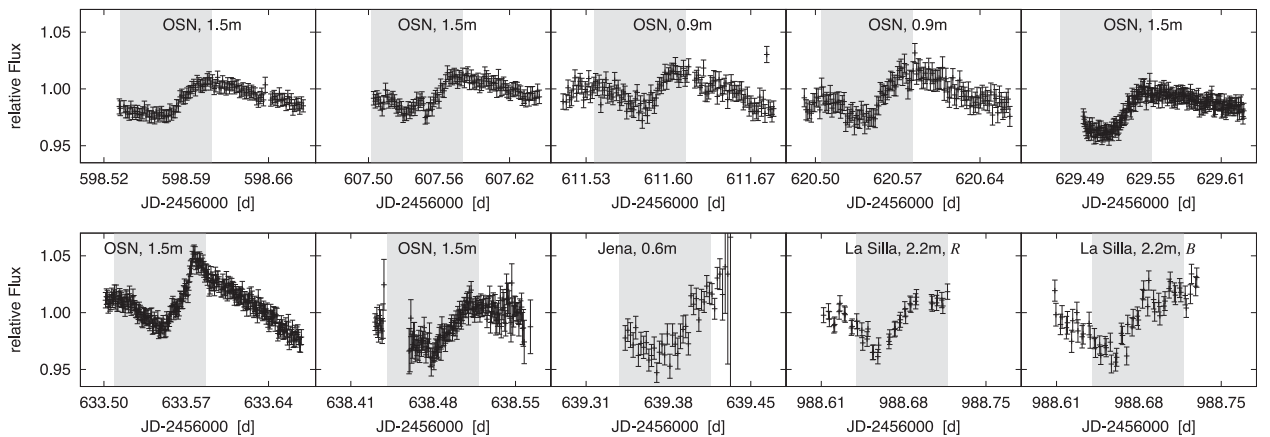 OSN, 1.5m OSN, 1.5m OSN, 0.9m OSN, 0.9m OSN, 1.5m
relative Flux
1.05
1.00
0.95
598.52 598.59 598.66 607.50 607.56 607.62 611.53 611.60 611.67 620.50 620.57 620.64 629.49 629.55 629.61
JD-2456000 [d] JD-2456000 [d] JD-2456000 [d] JD-2456000 [d] JD-2456000 [d]
OSN, 1.5m OSN, 1.5m Jena, 0.6m La Silla, 2.2m, R La Silla, 2.2m, B
relative Flux
1.05
1.00
0.95
633.50 633.57 633.64 638.41 638.48 638.55 639.31 639.38 639.45 988.61 988.68 988.75 988.61 988.68 988.75
JD-2456000 [d] JD-2456000 [d] JD-2456000 [d] JD-2456000 [d] JD-2456000 [d]